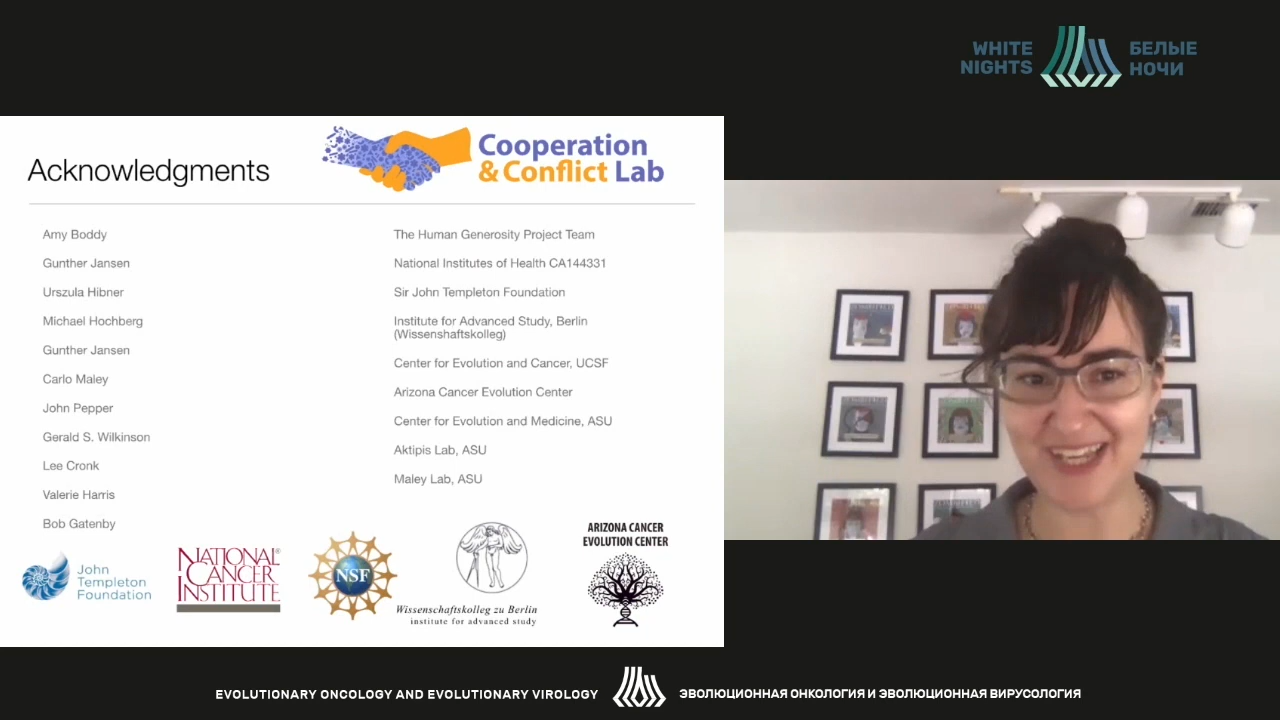 WHITE
NIGHTS
БЕЛЫЕ
НОЧИ
Acknowledgments
Cooperation
& Conflict Lab
Amy Boddy
Gunther Jansen
Urszula Hibner
Michael Hochberg
Gunther Jansen
Carlo Maley
John Pepper
Gerald S. Wilkinson
Lee Cronk
Valerie Harris
Bob Gatenby
The Human Generosity Project Team
National Institutes of Health CA144331
Sir John Templeton Foundation
Institute for Advanced Study, Berlin
(Wissenshaftskolleg)
Center for Evolution and Cancer, UCSF
Arizona Cancer Evolution Center
Center for Evolution and Medicine, ASU
Aktipis Lab, ASU
Maley Lab, ASU
John
Templeton
Foundation
NATIONAL®
CANCER
INSTITUTE
NSF
Wissenschaftskolleg zu Berlin
institute for advanced study
ARIZONA CANCER
EVOLUTION CENTER
EVOLUTIONARY ONCOLOGY AND EVOLUTIONARY VIROLOGY
ЭВОЛЮЦИОННАЯ ОНКОЛОГИЯ И ЭВОЛЮЦИОННАЯ ВИРУСОЛОГИЯ